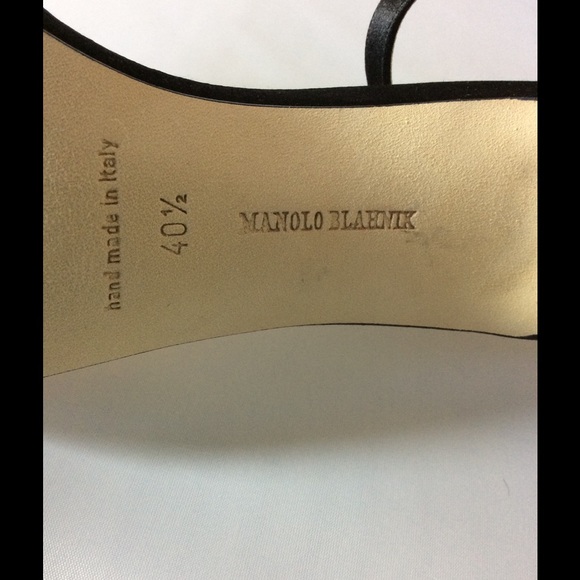 hand made in Italy
40½
MANOLO BLAHNIK